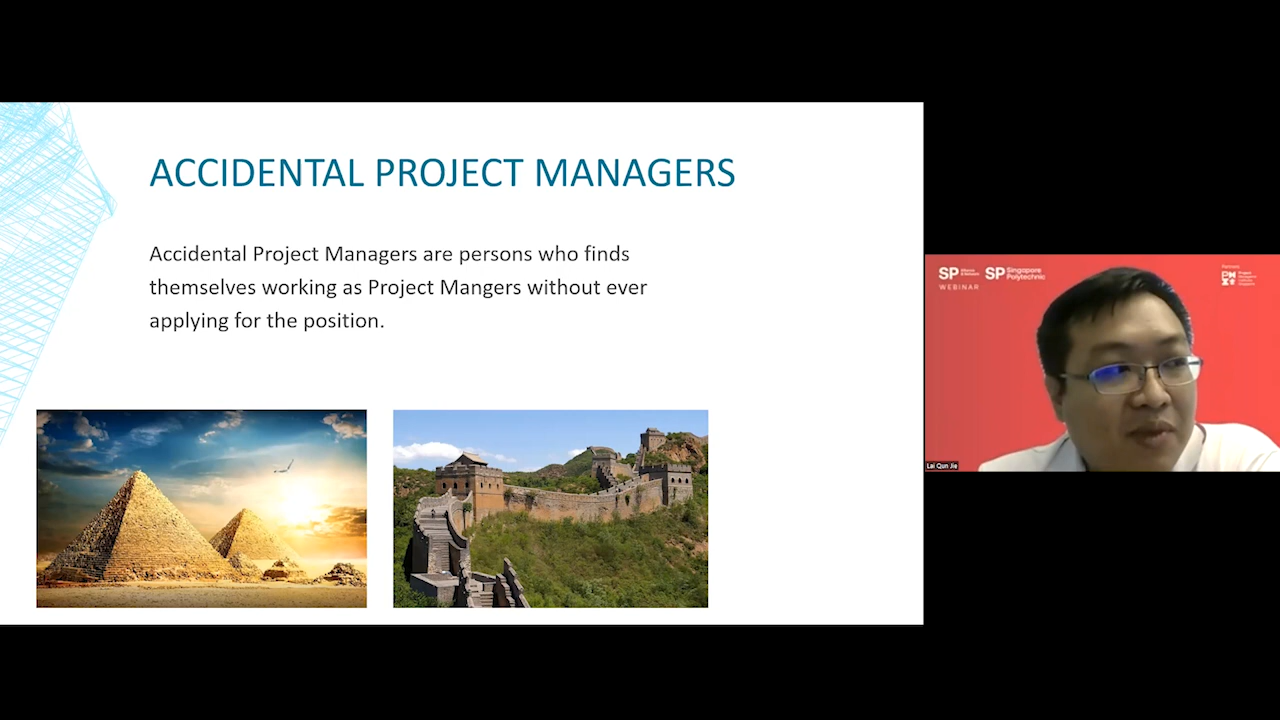 ACCIDENTAL PROJECT MANAGERS
Accidental Project Managers are persons who finds
themselves working as Project Mangers without ever
applying for the position.
SP
SP Singapore
Polytechnic
WEBINAR
Lai Qun Jie